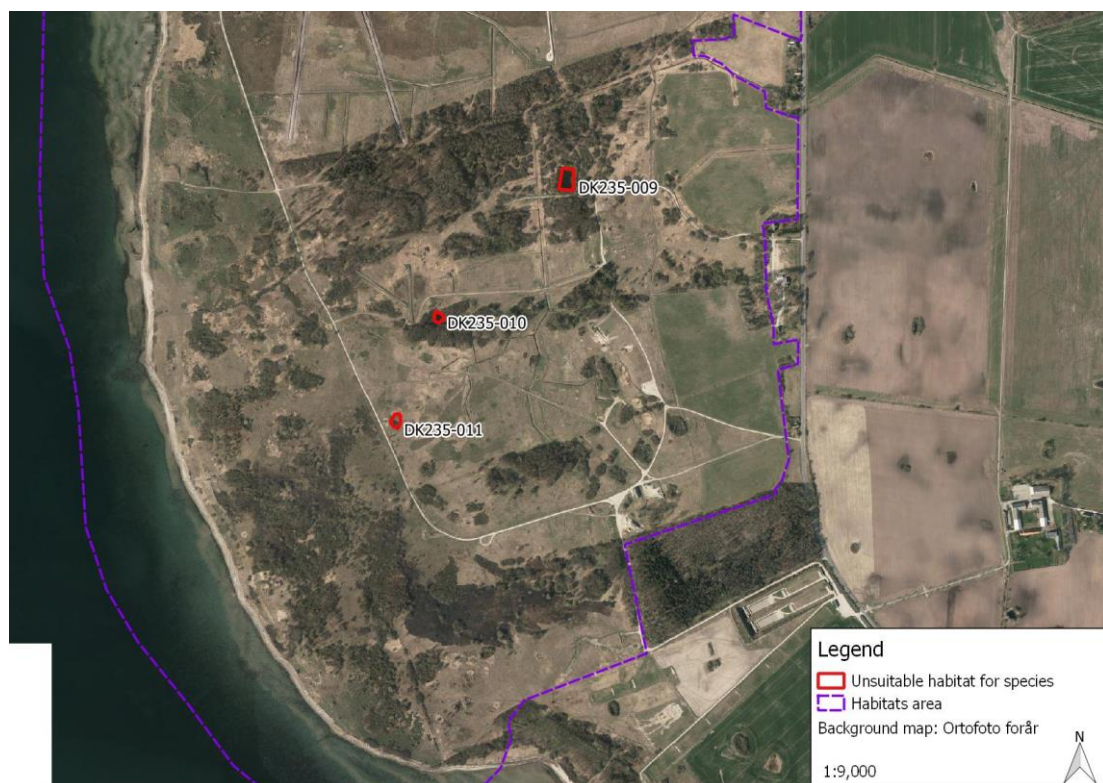 DK235-009
DK235-010
DK235-011
Legend
Unsuitable habitat for species
Habitats area
Background map: Ortofoto forår
N
1:9,000